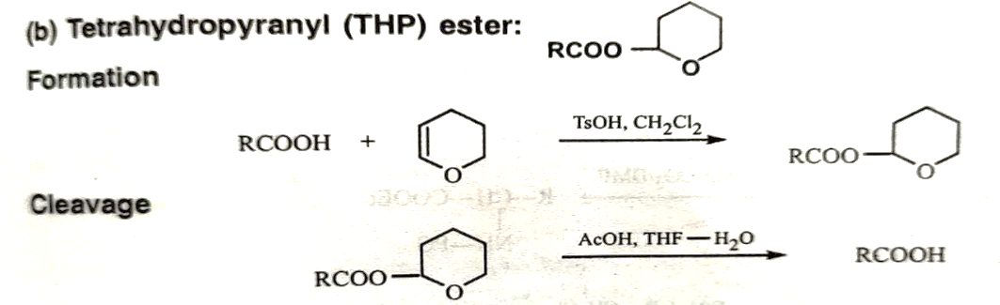 (b) Tetrahydropyranyl (THP) ester:
RCOO
O
Formation
RCOOH + O TsOH, CH₂Cl₂ RCOO O
Cleavage
RCOO O AcOH, THF—H₂O RCOOH